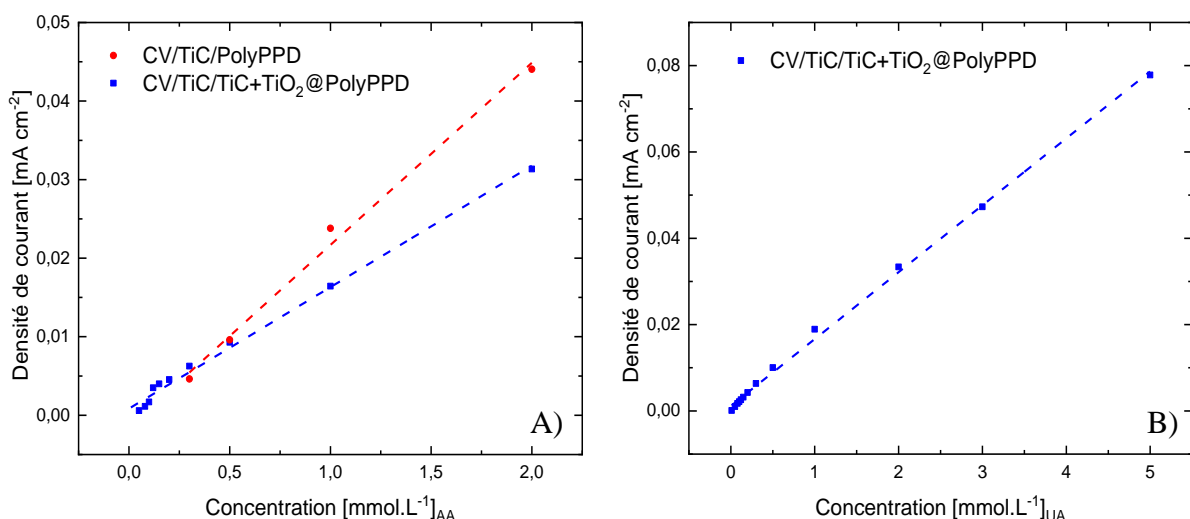 CV/TiC/PolyPPD
CV/TiC/TiC+TiO2@PolyPPD
Densité de courant [mA cm-2]
0,05
0,04
0,03
0,02
0,01
0,00
0,0 0,5 1,0 1,5 2,0
Concentration [mmol.L-1]AA
A)
CV/TiC/TiC+TiO2@PolyPPD
Densité de courant [mA cm-2]
0,08
0,06
0,04
0,02
0,00
0 1 2 3 4 5
Concentration [mmol.L-1]UA
B)